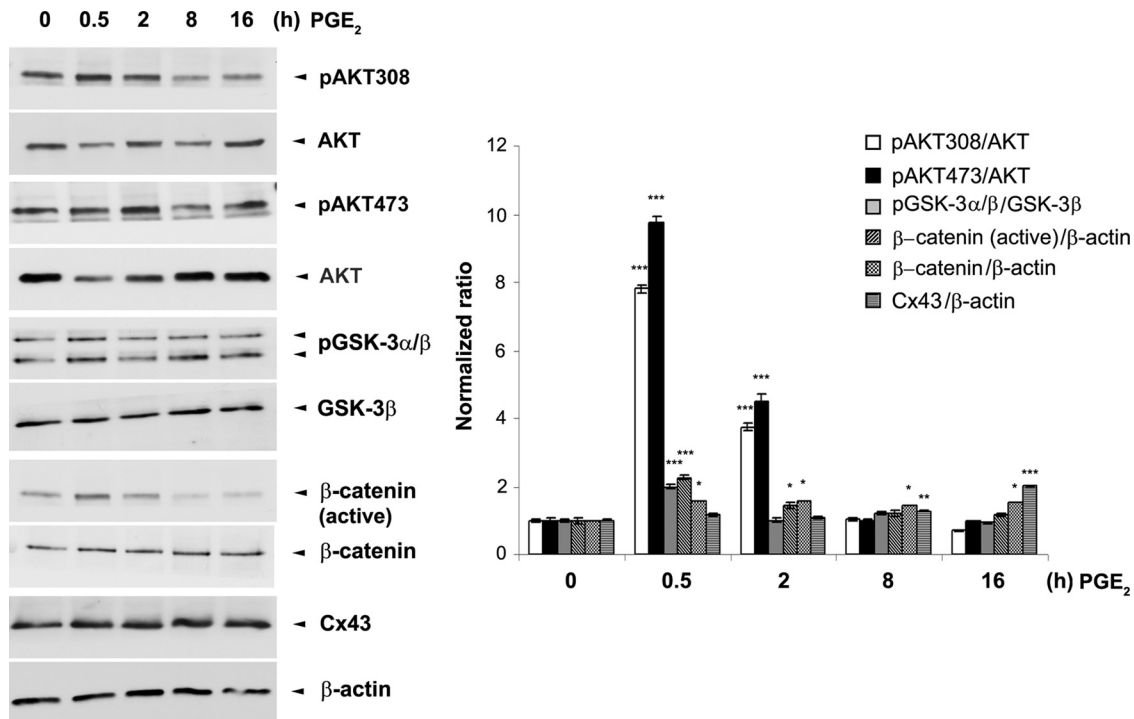 0 0.5 2 8 16 (h) PGE2
pAKT308
AKT
pAKT473
AKT
pGSK-3α/β
GSK-3β
β-catenin
(active)
β-catenin
Cx43
β-actin
pAKT308/AKT
pAKT473/AKT
pGSK-3α/β/GSK-3β
β–catenin (active)/β-actin
β–catenin/β-actin
Cx43/β-actin
Normalized ratio
12
10
8
6
4
2
0
***
***
***
***
*
***
***
*
*
*
**
*
***
0 0.5 2 8 16 (h) PGE2